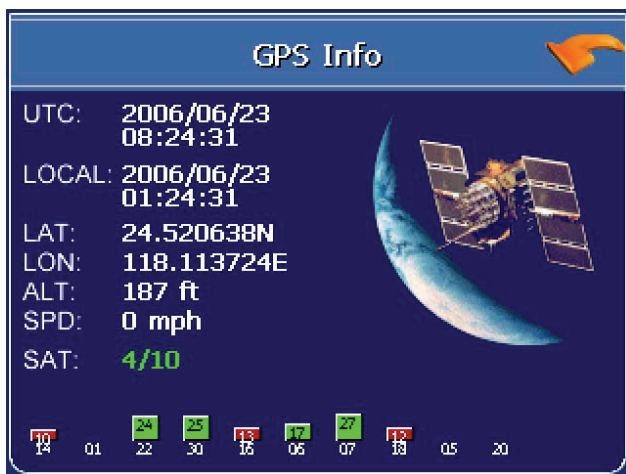 GPS Info
UTC: 2006/06/23
08:24:31
LOCAL: 2006/06/23
01:24:31
LAT: 24.520638N
LON: 118.113724E
ALT: 187 ft
SPD: 0 mph
SAT: 4/10
10 24 25 13 17 27 12
14 01 22 30 16 06 07 18 05 20